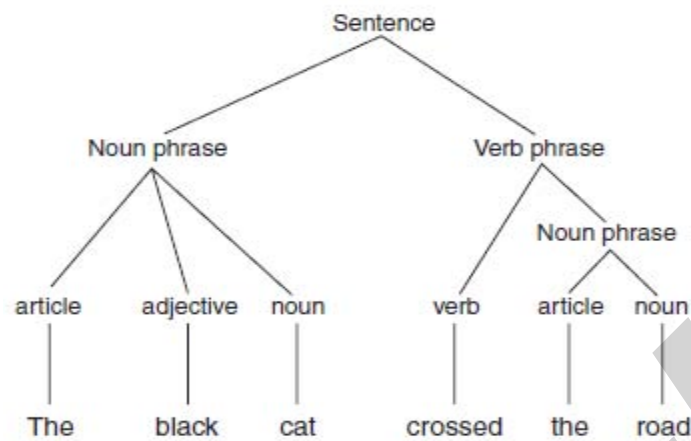 Sentence
Noun phrase Verb phrase
Noun phrase
article adjective noun verb article noun
The black cat crossed the road